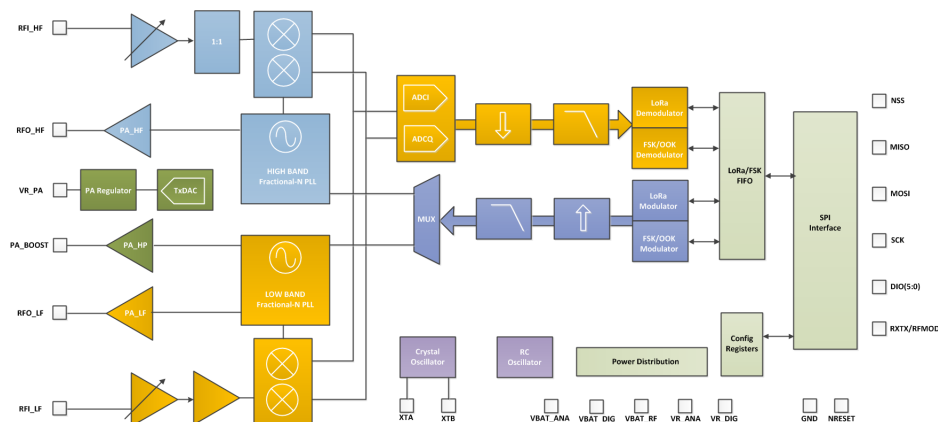 RFI_HF
1:1
RFO_HF
PA_HF
HIGH BAND
Fractional-N PLL
VR_PA
PA Regulator
TxDAC
PA_BOOST
PA_HP
RFO_LF
PA_LF
LOW BAND
Fractional-N PLL
RFI_LF
ADCI
ADCQ
MUX
LoRa
Demodulator
FSK/OOK
Demodulator
LoRa
Modulator
FSK/OOK
Modulator
LoRa/FSK
FIFO
SPI
Interface
NSS
MISO
MOSI
SCK
DIO(5:0)
RXTX/RFMOD
Crystal
Oscillator
RC
Oscillator
Power Distribution
Config
Registers
XTA
XTB
VBAT_ANA
VBAT_DIG
VBAT_RF
VR_ANA
VR_DIG
GND
NRESET